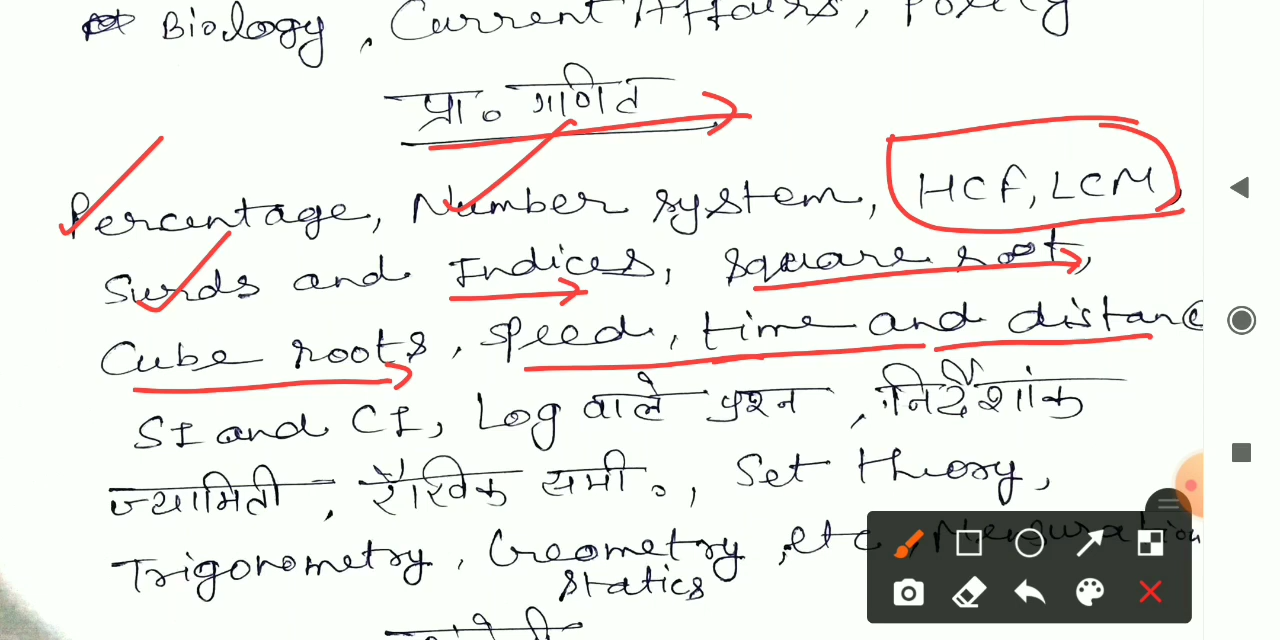 Biology, Current Affairs, Polity
प्रा० गणित
Percentage, Number system, HCF, LCM,
Surds and Indices, Square root,
Cube roots, Speed, time and distance
SI and CI, Log वाले प्रश्न, निर्देशांक
ज्यामिती, रैखिक समी०, Set theory,
Trigonometry, Geometry, etc, Mensuration
statics